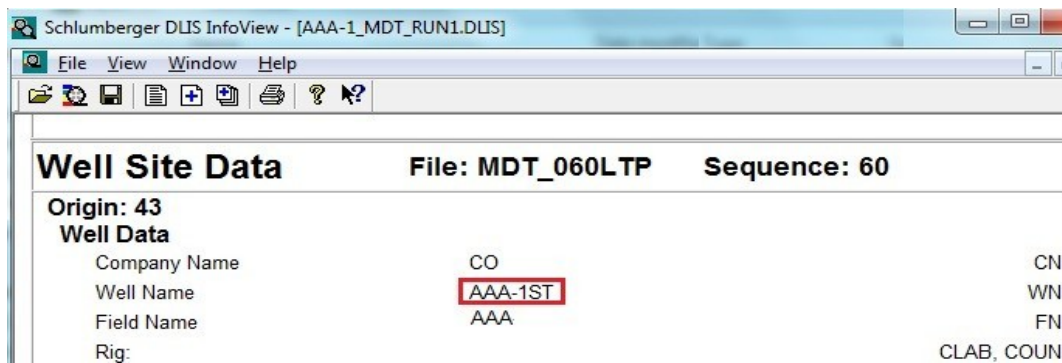 Schlumberger DLIS InfoView - [AAA-1_MDT_RUN1.DLIS]
File View Window Help
Well Site Data File: MDT_060LTP Sequence: 60
Origin: 43
Well Data
Company Name CO CN
Well Name AAA-1ST WN
Field Name AAA FN
Rig: CLAB, COUN